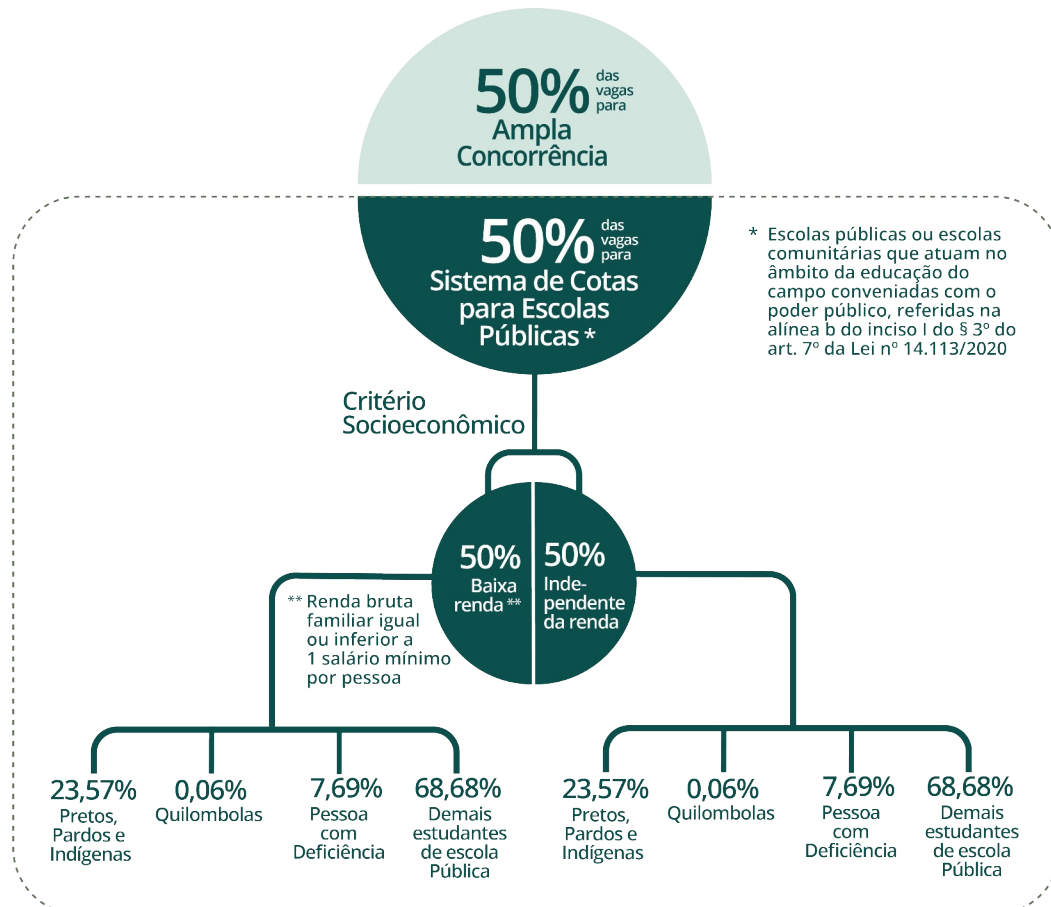 50% das
vagas
para
Ampla
Concorrência
50% das
vagas
para
Sistema de Cotas
para Escolas
Públicas *
* Escolas públicas ou escolas
comunitárias que atuam no
âmbito da educação do
campo conveniadas com o
poder público, referidas na
alínea b do inciso I do § 3º do
art. 7º da Lei nº 14.113/2020
Critério
Socioeconômico
50%
Baixa
renda **
50%
Inde-
pendente
da renda
** Renda bruta
familiar igual
ou inferior a
1 salário mínimo
por pessoa
23,57%
Pretos,
Pardos e
Indígenas
0,06%
Quilombolas
7,69%
Pessoa
com
Deficiência
68,68%
Demais
estudantes
de escola
Pública
23,57%
Pretos,
Pardos e
Indígenas
0,06%
Quilombolas
7,69%
Pessoa
com
Deficiência
68,68%
Demais
estudantes
de escola
Pública